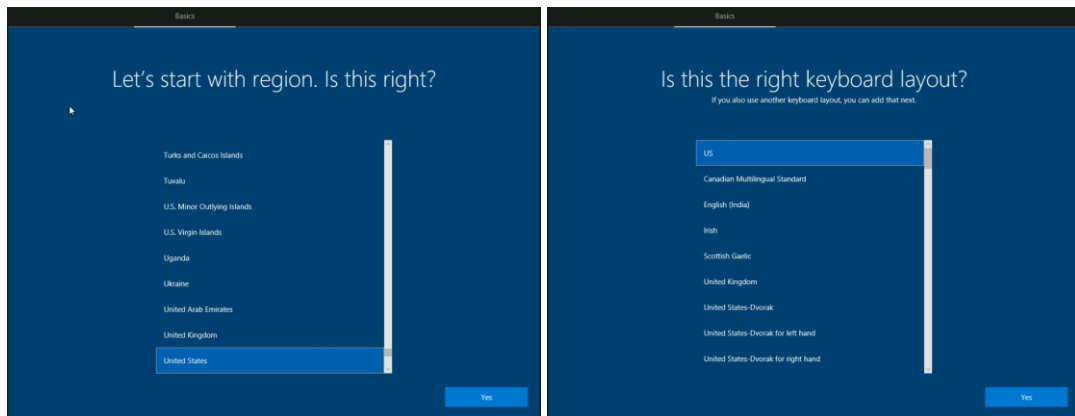 Basics
Let's start with region. Is this right?
Turks and Caicos Islands
Tuvalu
U.S. Minor Outlying Islands
U.S. Virgin Islands
Uganda
Ukraine
United Arab Emirates
United Kingdom
United States
Yes
Basics
Is this the right keyboard layout?
If you also use another keyboard layout, you can add that next.
US
Canadian Multilingual Standard
English (India)
Irish
Scottish Gaelic
United Kingdom
United States-Dvorak
United States-Dvorak for left hand
United States-Dvorak for right hand
Yes